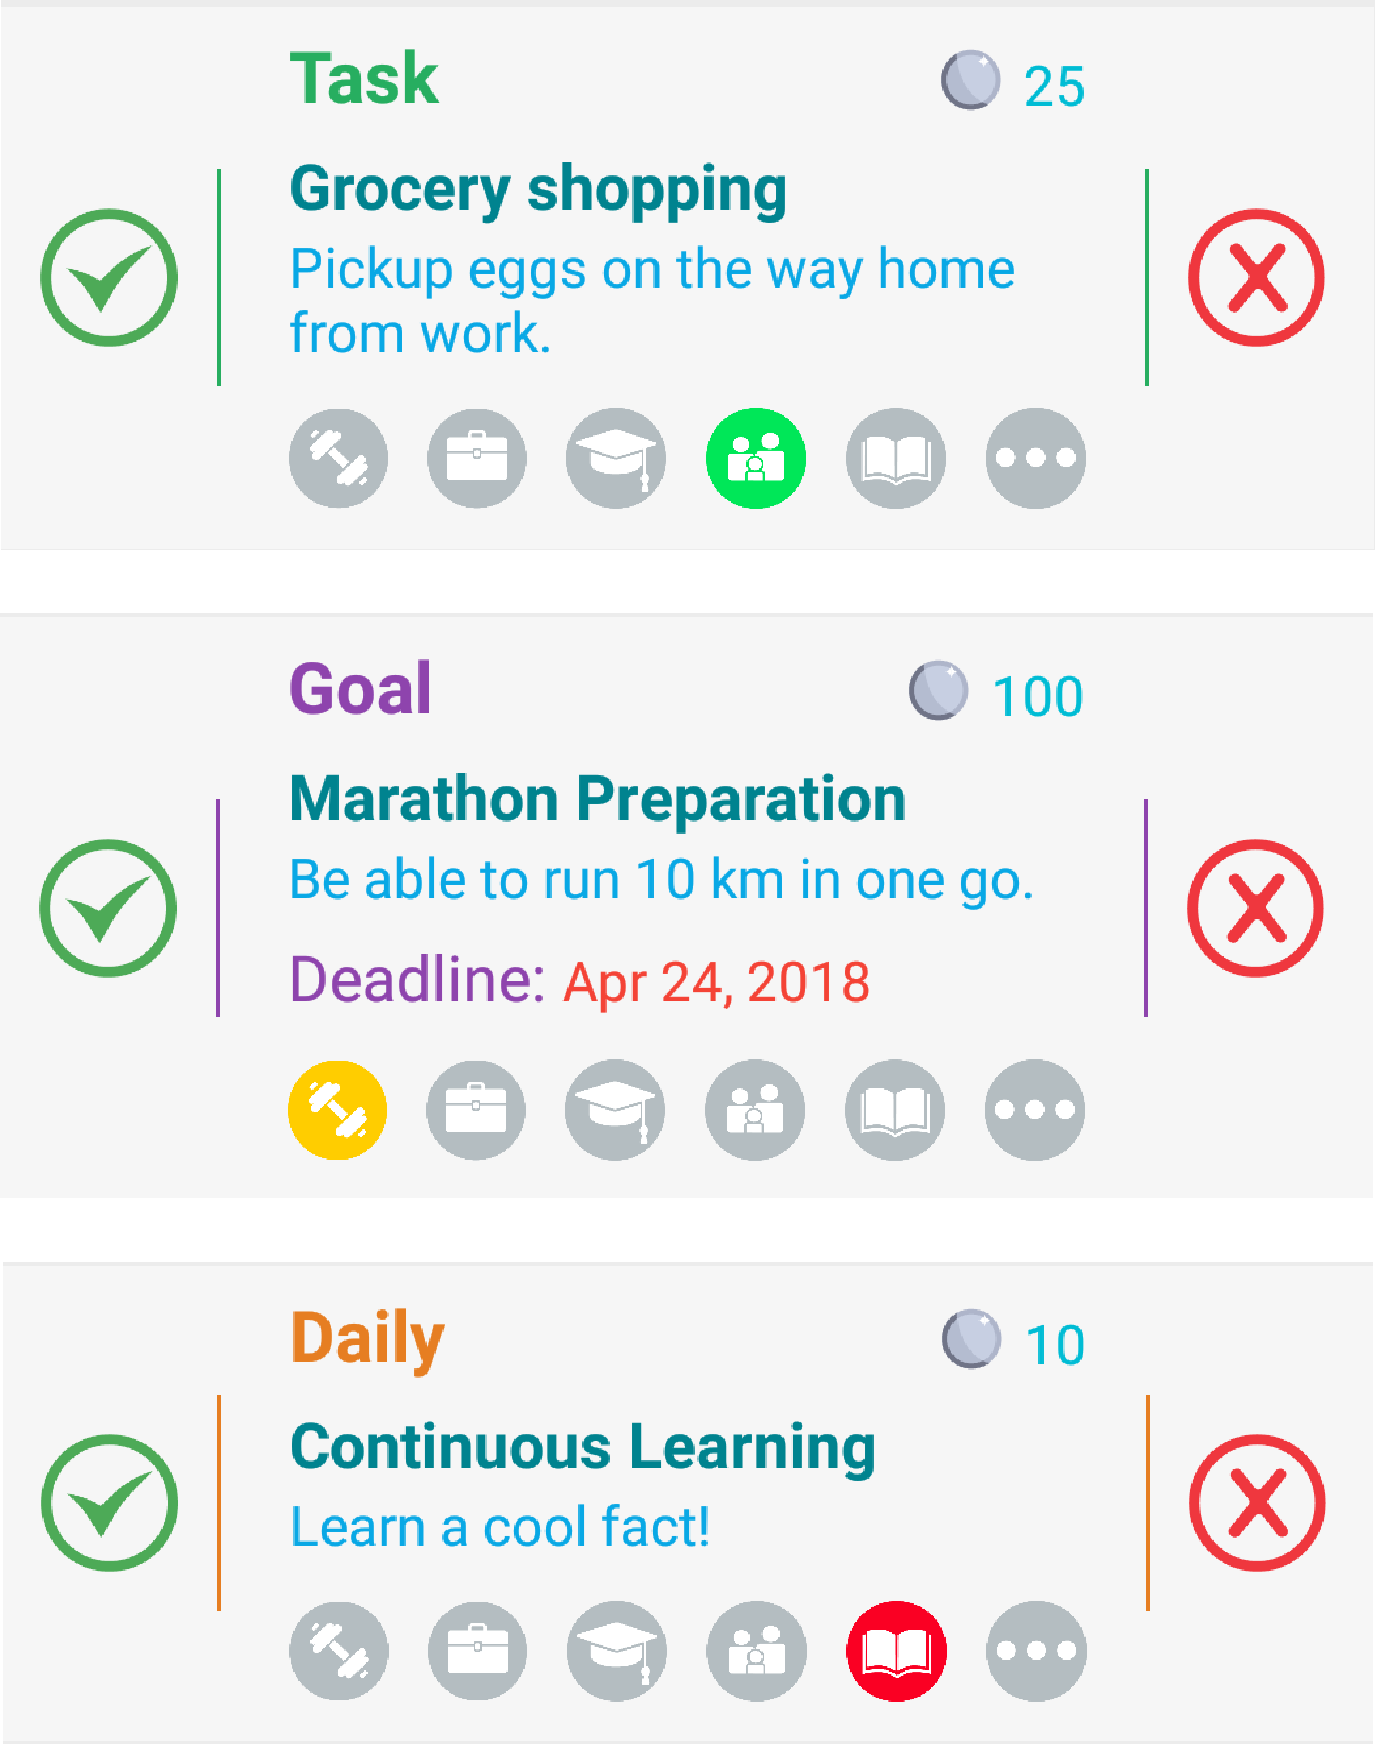 Task
25
Grocery shopping
Pickup eggs on the way home
from work.
Goal
100
Marathon Preparation
Be able to run 10 km in one go.
Deadline: Apr 24, 2018
Daily
10
Continuous Learning
Learn a cool fact!